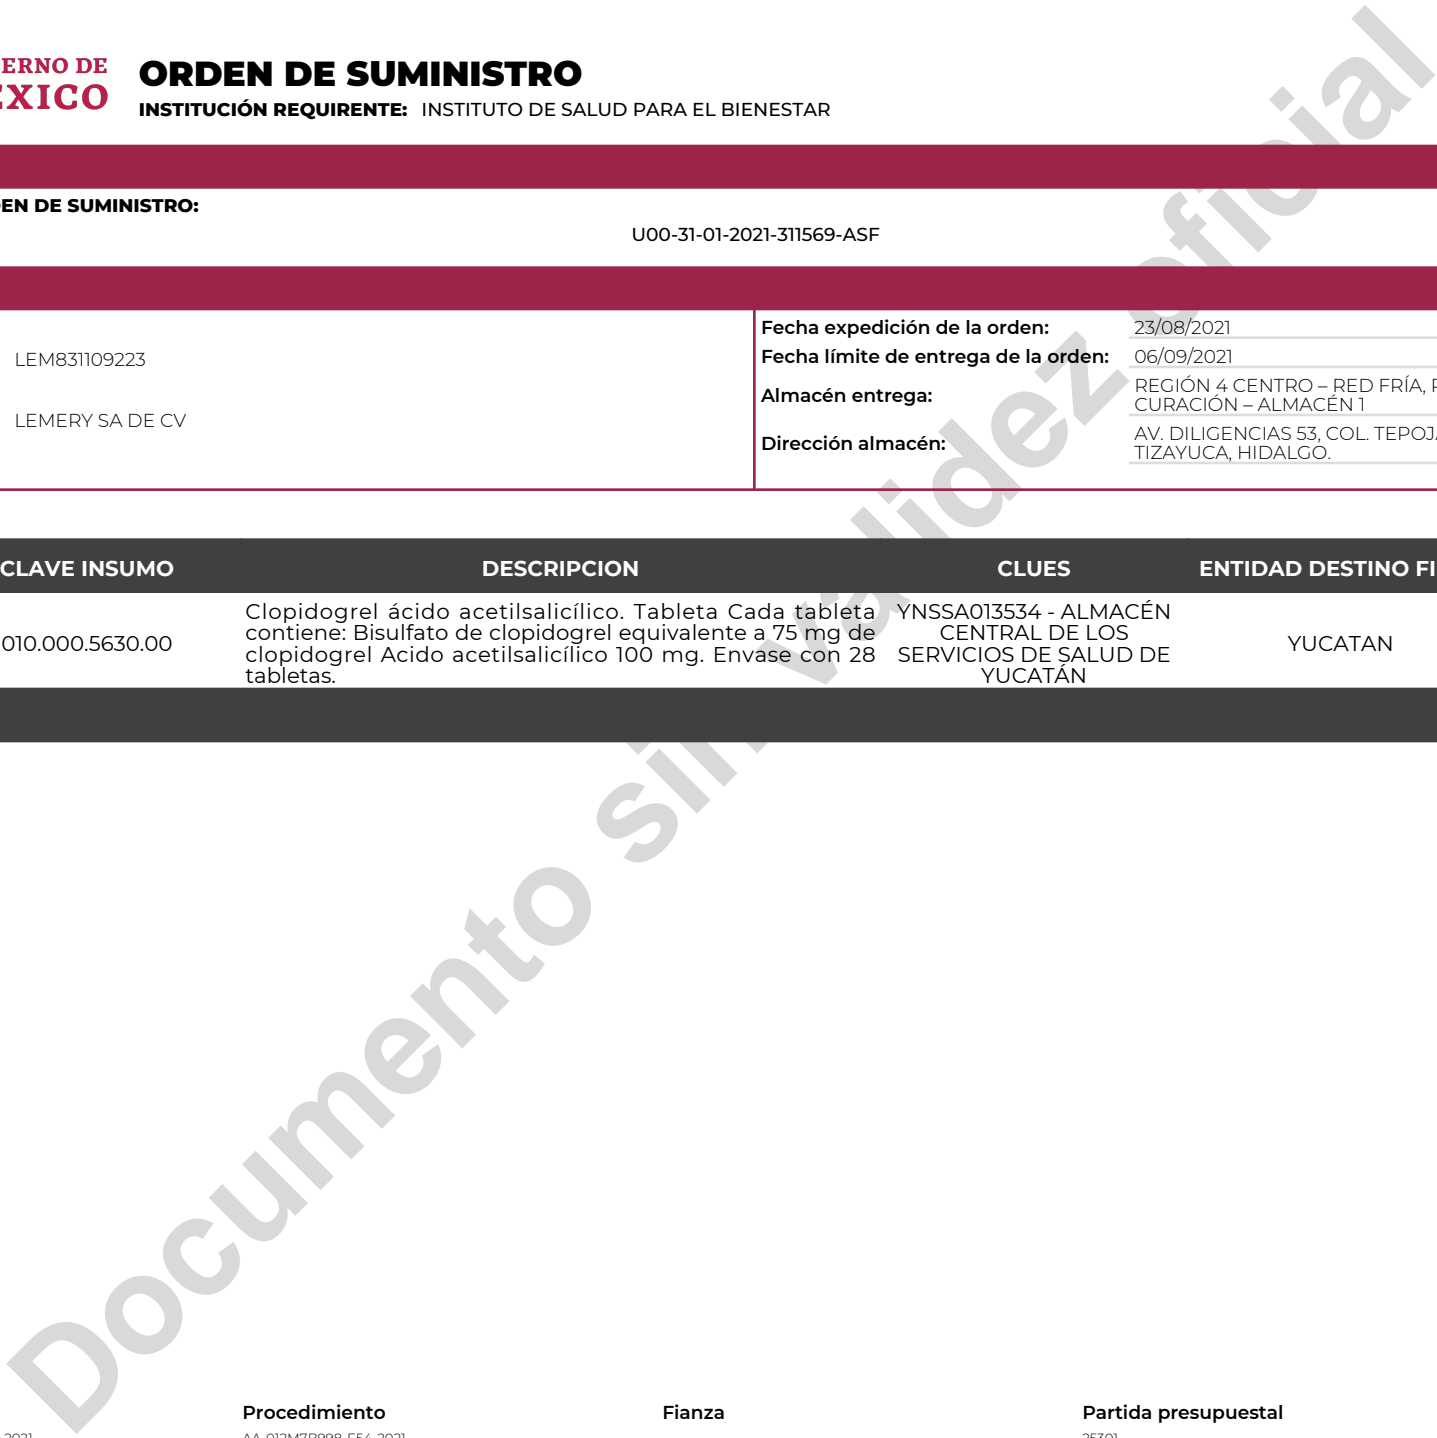 ERNO DE
EXICO
ORDEN DE SUMINISTRO
INSTITUCIÓN REQUIRENTE: INSTITUTO DE SALUD PARA EL BIENESTAR
EN DE SUMINISTRO:
U00-31-01-2021-311569-ASF
LEM831109223
LEMERY SA DE CV
Fecha expedición de la orden: 23/08/2021
Fecha límite de entrega de la orden: 06/09/2021
Almacén entrega: REGIÓN 4 CENTRO – RED FRÍA,
CURACIÓN – ALMACÉN 1
Dirección almacén: AV. DILIGENCIAS 53, COL. TEPOJ
TIZAYUCA, HIDALGO.
CLAVE INSUMO DESCRIPCION CLUES ENTIDAD DESTINO FI
010.000.5630.00
Clopidogrel ácido acetilsalicílico. Tableta Cada tableta
contiene: Bisulfato de clopidogrel equivalente a 75 mg de
clopidogrel Acido acetilsalicílico 100 mg. Envase con 28
tabletas.
YNSSA013534 - ALMACÉN
CENTRAL DE LOS
SERVICIOS DE SALUD DE
YUCATÁN
YUCATAN
Documento sin validez oficial
Procedimiento Fianza Partida presupuestal